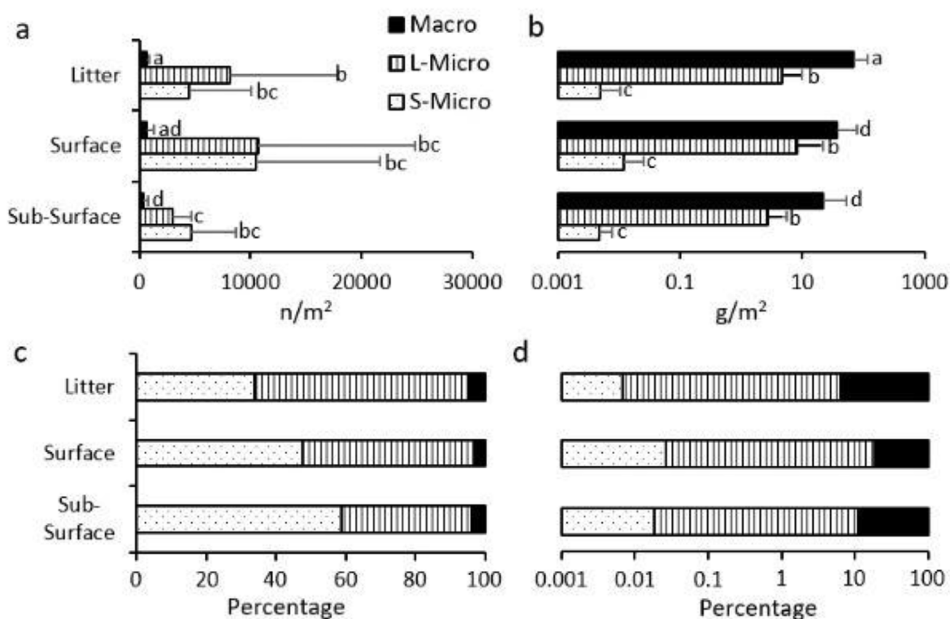 a
Macro
L-Micro
S-Micro
Litter
a
b
bc
Surface
ad
bc
bc
Sub-Surface
d
c
bc
0 10000 20000 30000
n/m²
b
a
b
c
d
b
c
d
b
c
0.001 0.1 10 1000
g/m²
c
Litter
Surface
Sub-
Surface
0 20 40 60 80 100
Percentage
d
0.001 0.01 0.1 1 10 100
Percentage